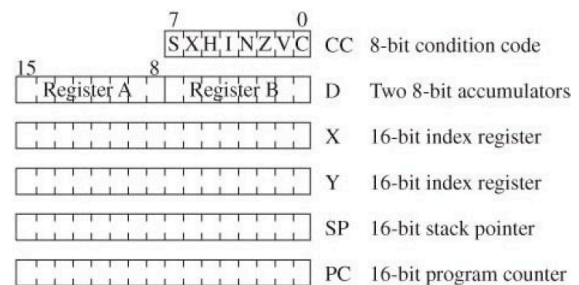 7 0
S X H I N Z V C CC 8-bit condition code
15 8
Register A Register B D Two 8-bit accumulators
X 16-bit index register
Y 16-bit index register
SP 16-bit stack pointer
PC 16-bit program counter